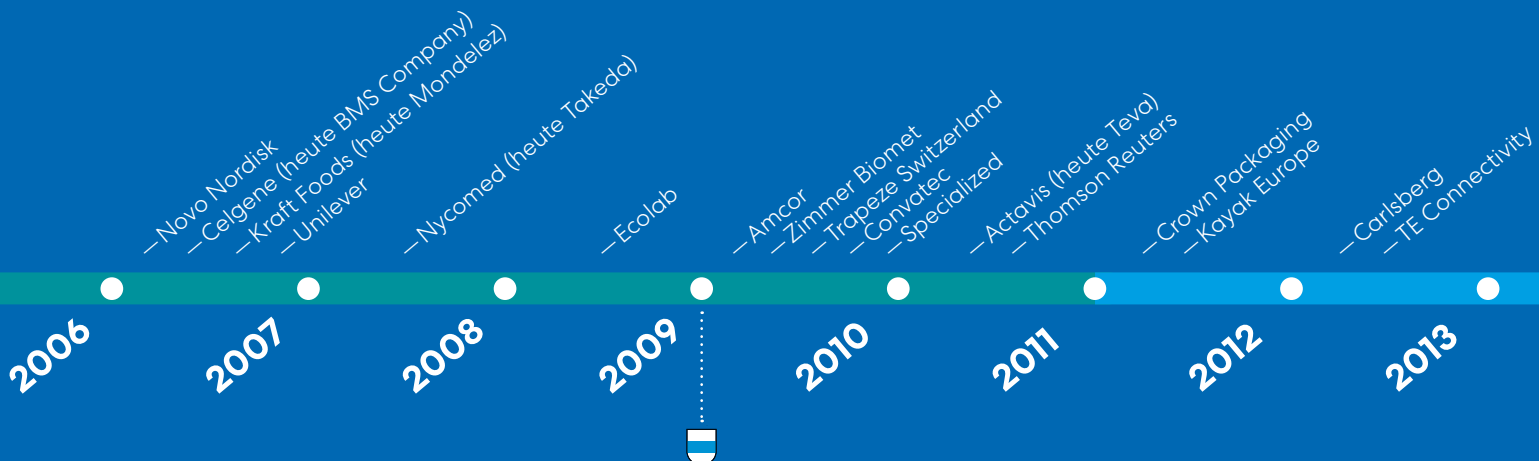 — Novo Nordisk
— Celgene (heute BMS Company)
— Kraft Foods (heute Mondelez)
— Unilever
— Nycomed (heute Takeda)
— Ecolab
— Amcor
— Zimmer Biomet
— Trapeze Switzerland
— Convatec
— Specialized
— Actavis (heute Teva)
— Thomson Reuters
— Crown Packaging
— Kayak Europe
— Carlsberg
— TE Connectivity
2006
2007
2008
2009
2010
2011
2012
2013